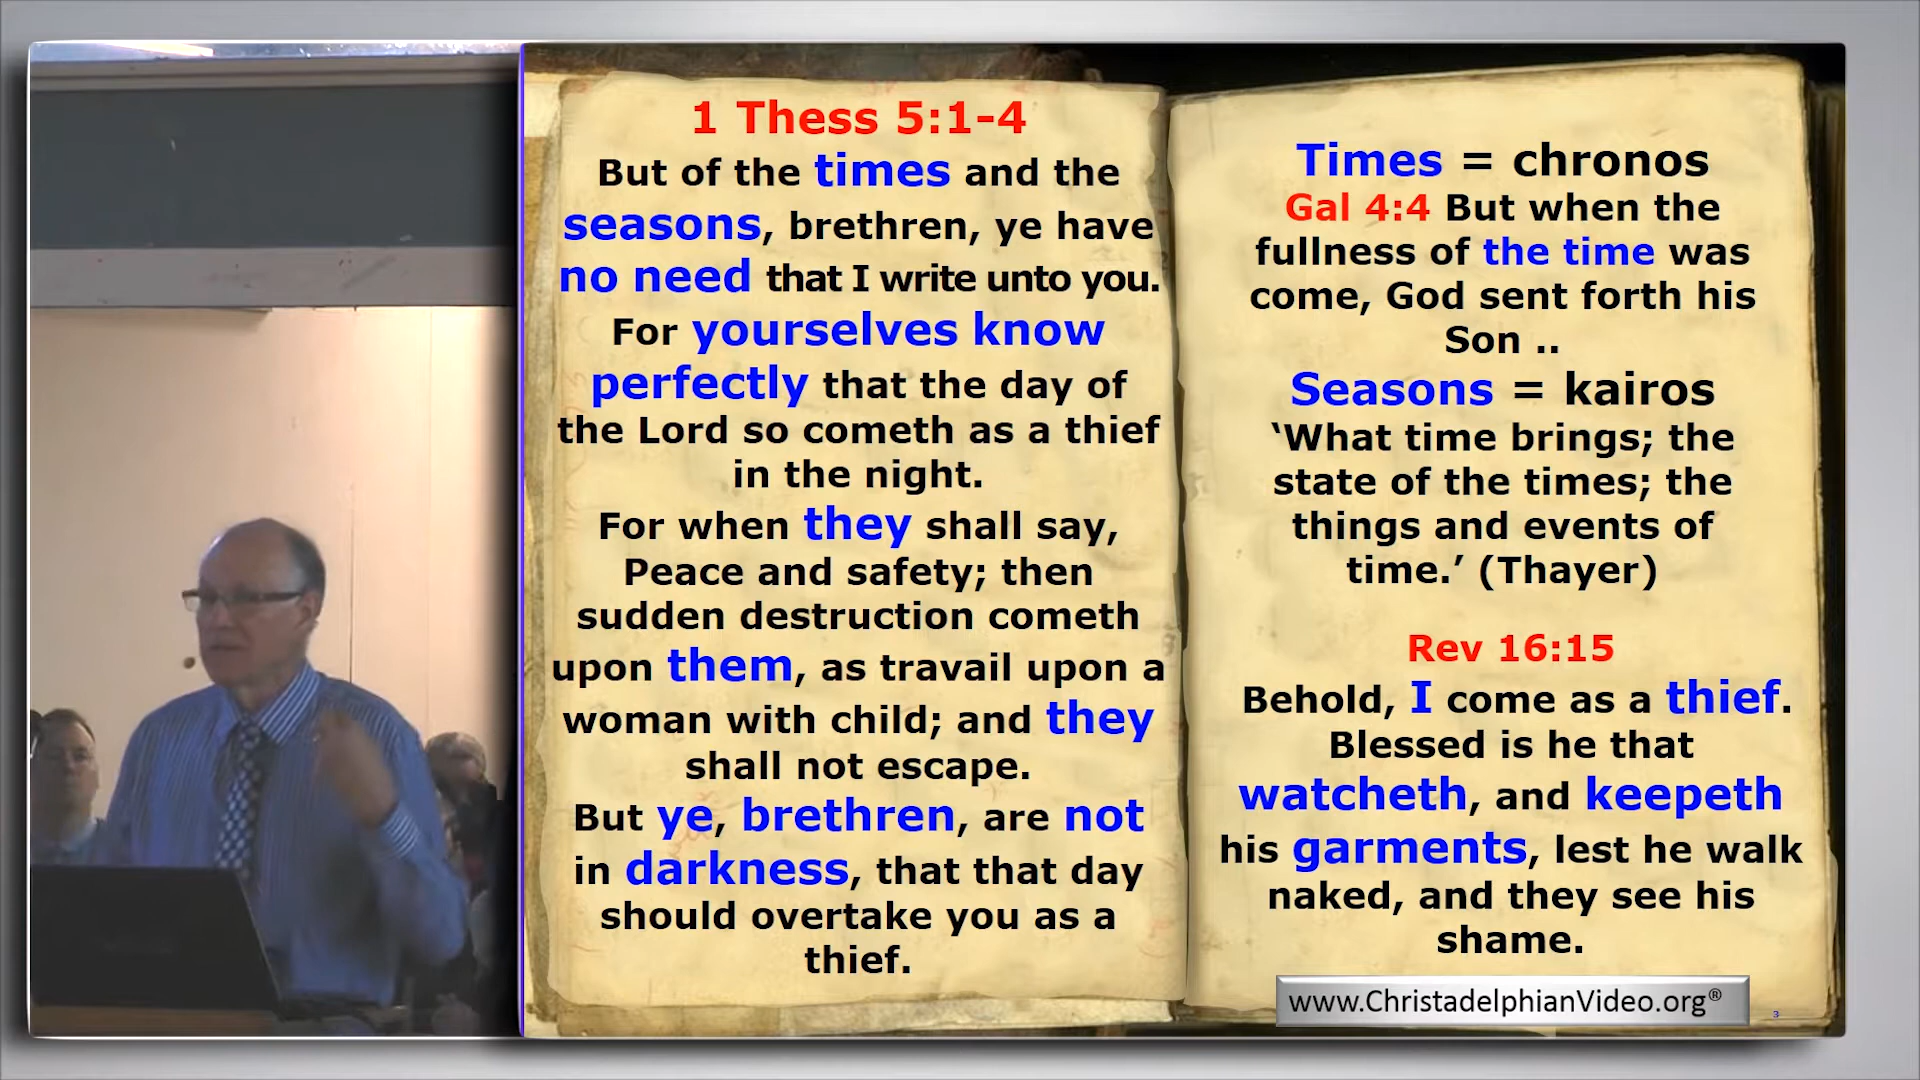 1 Thess 5:1-4
But of the times and the
seasons, brethren, ye have
no need that I write unto you.
For yourselves know
perfectly that the day of
the Lord so cometh as a thief
in the night.
For when they shall say,
Peace and safety; then
sudden destruction cometh
upon them, as travail upon a
woman with child; and they
shall not escape.
But ye, brethren, are not
in darkness, that that day
should overtake you as a
thief.
Times = chronos
Gal 4:4 But when the
fullness of the time was
come, God sent forth his
Son ..
Seasons = kairos
‘What time brings; the
state of the times; the
things and events of
time.’ (Thayer)
Rev 16:15
Behold, I come as a thief.
Blessed is he that
watcheth, and keepeth
his garments, lest he walk
naked, and they see his
shame.
www.ChristadelphianVideo.org®
3